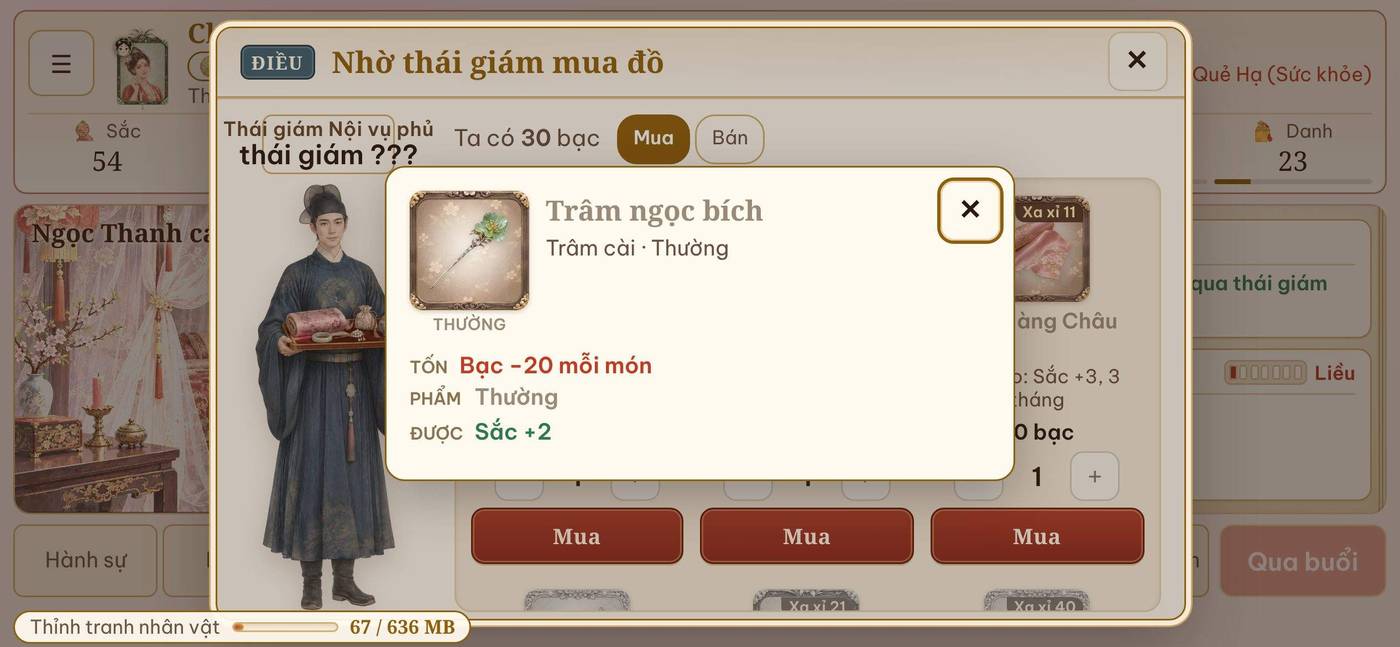 ☰
Sắc
54
Quẻ Hạ (Sức khỏe)
Danh
23
ĐIỀU
Nhờ thái giám mua đồ
✕
Thái giám Nội vụ phủ
thái giám ???
Ta có 30 bạc
Mua
Bán
Ngọc Thanh
Trâm ngọc bích
Trâm cài · Thường
✕
THƯỜNG
TỐN Bạc −20 mỗi món
PHẨM Thường
ĐƯỢC Sắc +2
Xa xỉ 11
Châu
Sắc +3, 3
tháng
bạc
1
+
Mua
Mua
Mua
Xa xỉ 21
Xa xỉ 40
qua thái giám
Liễu
Hành sự
Qua buổi
Thỉnh tranh nhân vật
67 / 636 MB